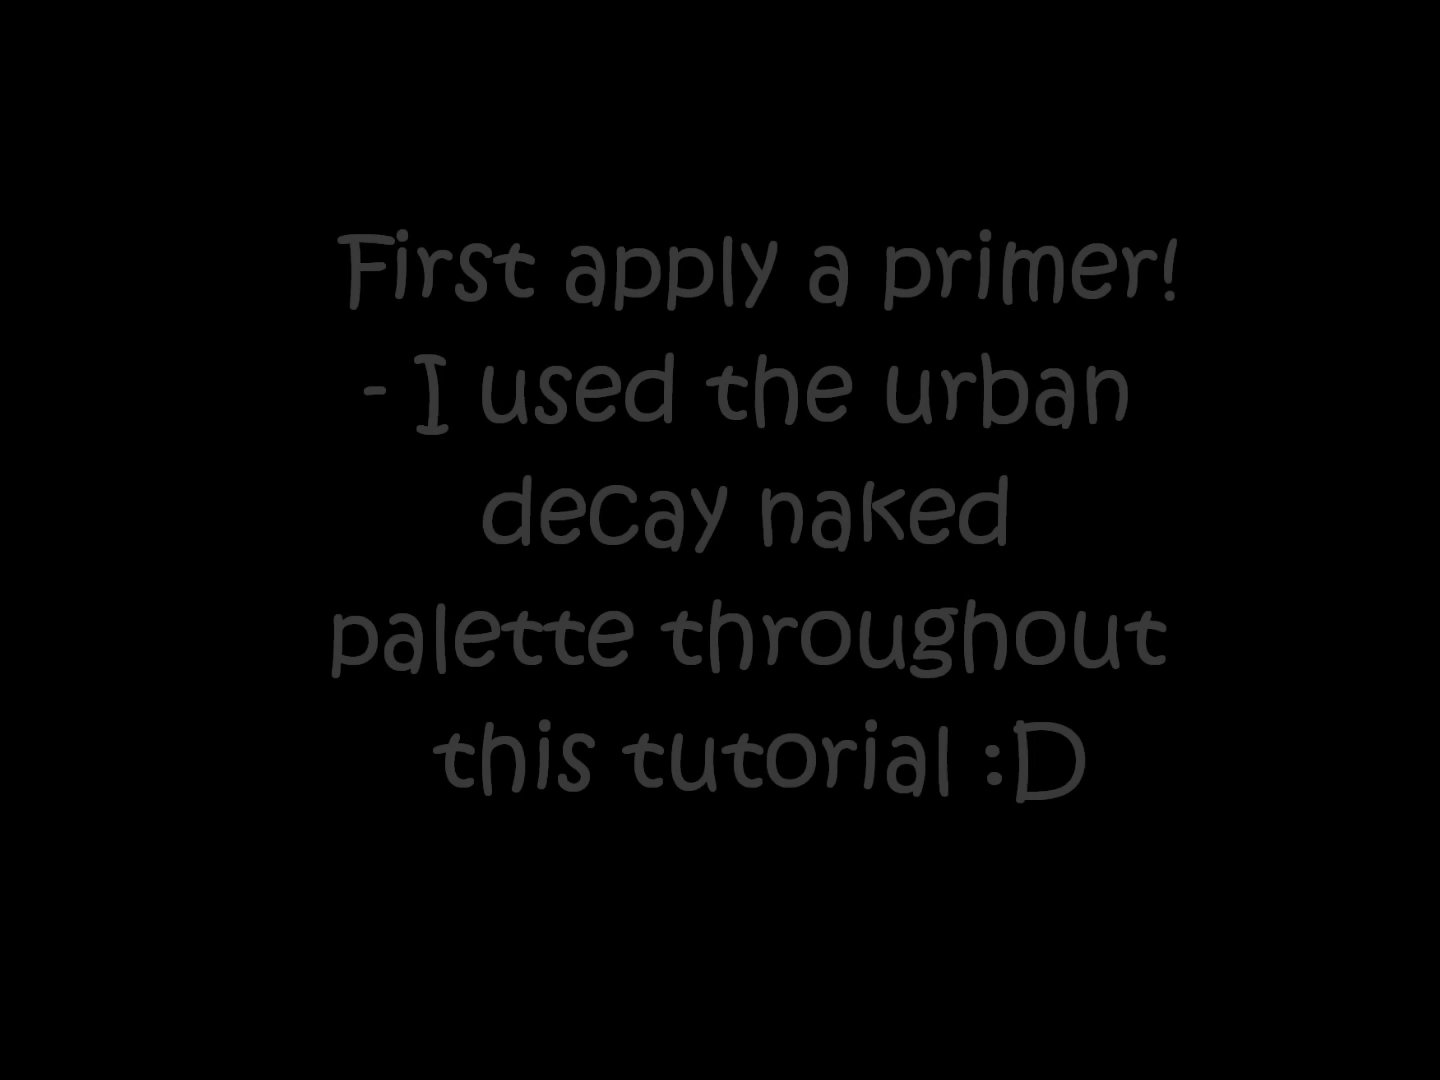 First apply a primer!
- I used the urban
decay naked
palette throughout
this tutorial :D